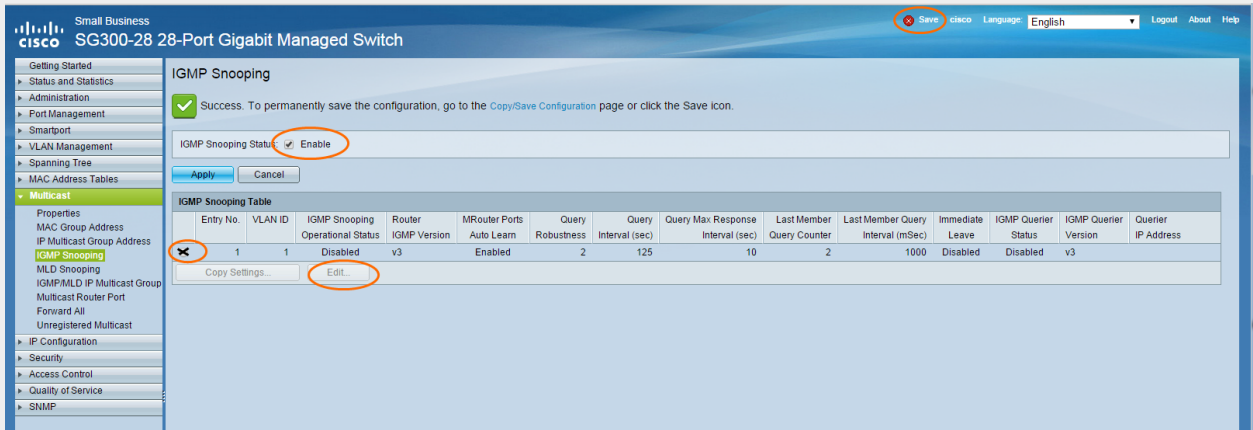 Small Business
cisco SG300-28 28-Port Gigabit Managed Switch
Save cisco Language: English Logout About Help
Getting Started
Status and Statistics
Administration
Port Management
Smartport
VLAN Management
Spanning Tree
MAC Address Tables
Multicast
Properties
MAC Group Address
IP Multicast Group Address
IGMP Snooping
MLD Snooping
IGMP/MLD IP Multicast Group
Multicast Router Port
Forward All
Unregistered Multicast
IP Configuration
Security
Access Control
Quality of Service
SNMP
IGMP Snooping
Success. To permanently save the configuration, go to the Copy/Save Configuration page or click the Save icon.
IGMP Snooping Status: Enable
Apply Cancel
IGMP Snooping Table
Entry No. VLAN ID IGMP Snooping Router MRouter Ports Query Query Query Max Response Last Member Last Member Query Immediate IGMP Querier IGMP Querier Querier
Operational Status IGMP Version Auto Learn Robustness Interval (sec) Interval (sec) Query Counter Interval (mSec) Leave Status Version IP Address
1 1 Disabled v3 Enabled 2 125 10 2 1000 Disabled Disabled v3
Copy Settings... Edit...